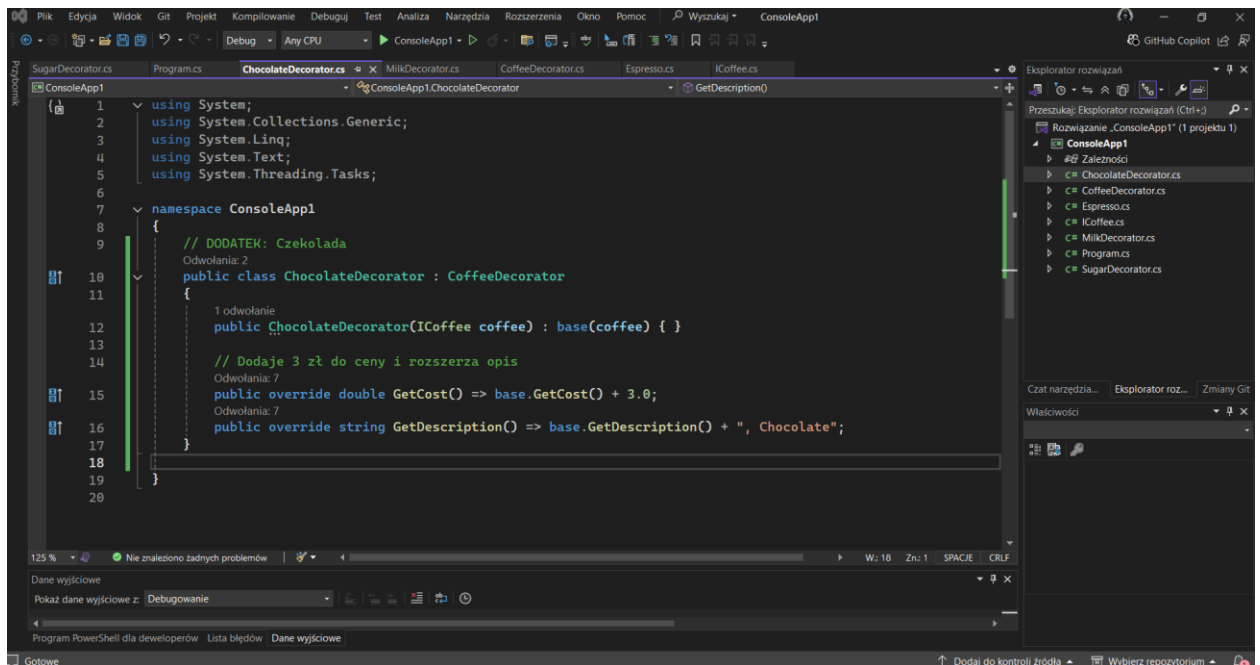 Plik Edycja Widok Git Projekt Kompilowanie Debuguj Test Analiza Narzędzia Rozszerzenia Okno Pomoc Wyszukaj ConsoleApp1
Debug Any CPU ConsoleApp1 GitHub Copilot
Przybornik
SugarDecorator.cs Program.cs ChocolateDecorator.cs MilkDecorator.cs CoffeeDecorator.cs Espresso.cs ICoffee.cs
ConsoleApp1 ConsoleApp1.ChocolateDecorator GetDescription()
1 using System;
2 using System.Collections.Generic;
3 using System.Linq;
4 using System.Text;
5 using System.Threading.Tasks;
6
7 namespace ConsoleApp1
8 {
9 // DODATEK: Czekolada
Odwołania: 2
10 public class ChocolateDecorator : CoffeeDecorator
11 {
1 odwołanie
12 public ChocolateDecorator(ICoffee coffee) : base(coffee) { }
13
14 // Dodaje 3 zł do ceny i rozszerza opis
Odwołania: 7
15 public override double GetCost() => base.GetCost() + 3.0;
Odwołania: 7
16 public override string GetDescription() => base.GetDescription() + ", Chocolate";
17 }
18
19 }
20
125 % Nie znaleziono żadnych problemów W.: 18 Zn.: 1 SPACJE CRLF
Dane wyjściowe
Pokaż dane wyjściowe z: Debugowanie
Program PowerShell dla deweloperów Lista błędów Dane wyjściowe
Eksplorator rozwiązań
Przeszukaj: Eksplorator rozwiązań (Ctrl+;)
Rozwiązanie „ConsoleApp1" (1 projektu 1)
ConsoleApp1
Zależności
C# ChocolateDecorator.cs
C# CoffeeDecorator.cs
C# Espresso.cs
C# ICoffee.cs
C# MilkDecorator.cs
C# Program.cs
C# SugarDecorator.cs
Czat narzędzia... Eksplorator roz... Zmiany Git
Właściwości
Gotowe Dodaj do kontroli źródła Wybierz repozytorium